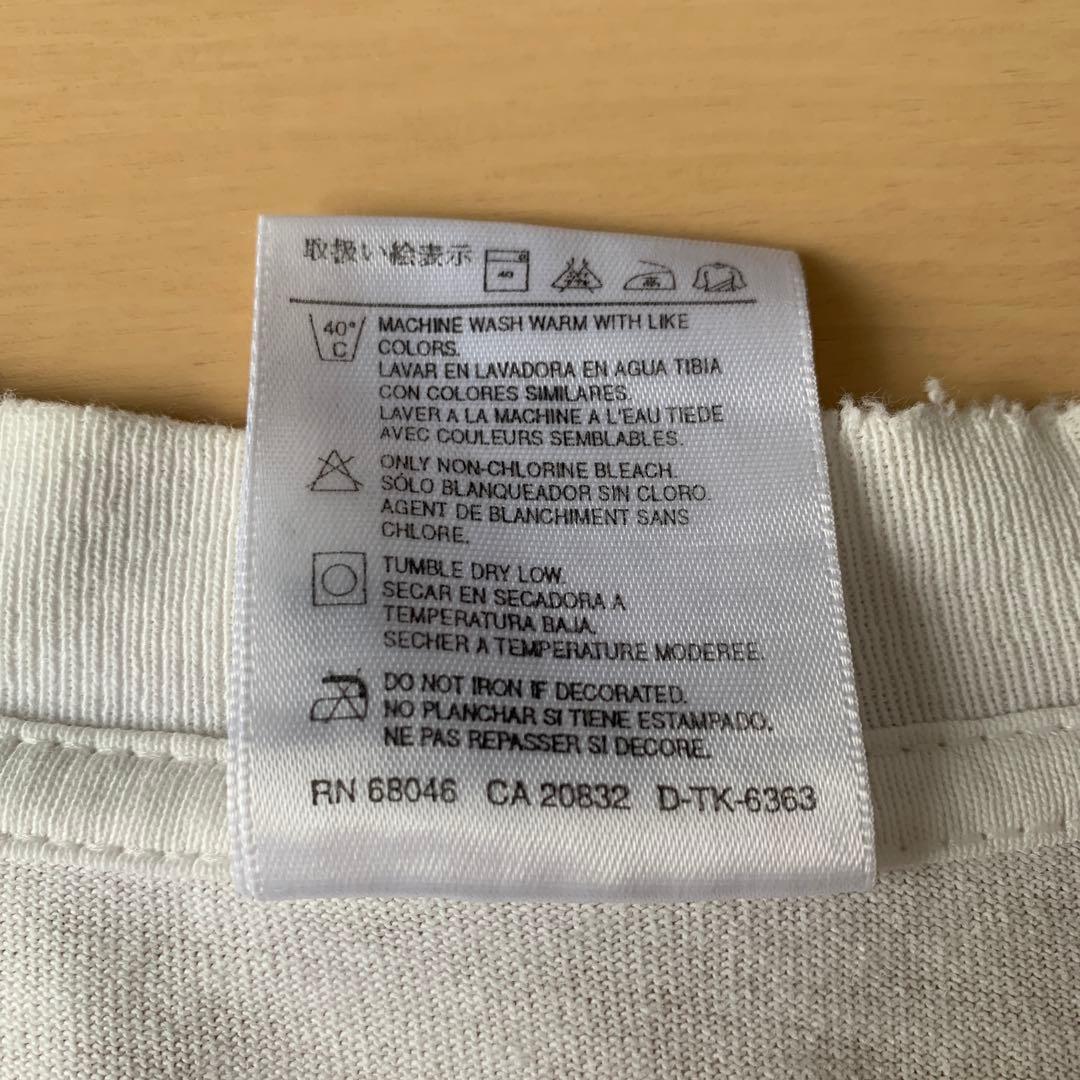 取扱い絵表示 40
40° C MACHINE WASH WARM WITH LIKE
COLORS.
LAVAR EN LAVADORA EN AGUA TIBIA
CON COLORES SIMILARES.
LAVER A LA MACHINE A L'EAU TIEDE
AVEC COULEURS SEMBLABLES.
ONLY NON-CHLORINE BLEACH.
SÓLO BLANQUEADOR SIN CLORO.
AGENT DE BLANCHIMENT SANS
CHLORE.
TUMBLE DRY LOW.
SECAR EN SECADORA A
TEMPERATURA BAJA.
SECHER A TEMPERATURE MODEREE.
DO NOT IRON IF DECORATED.
NO PLANCHAR SI TIENE ESTAMPADO.
NE PAS REPASSER SI DECORE.
RN 68046 CA 20832 D-TK-6363